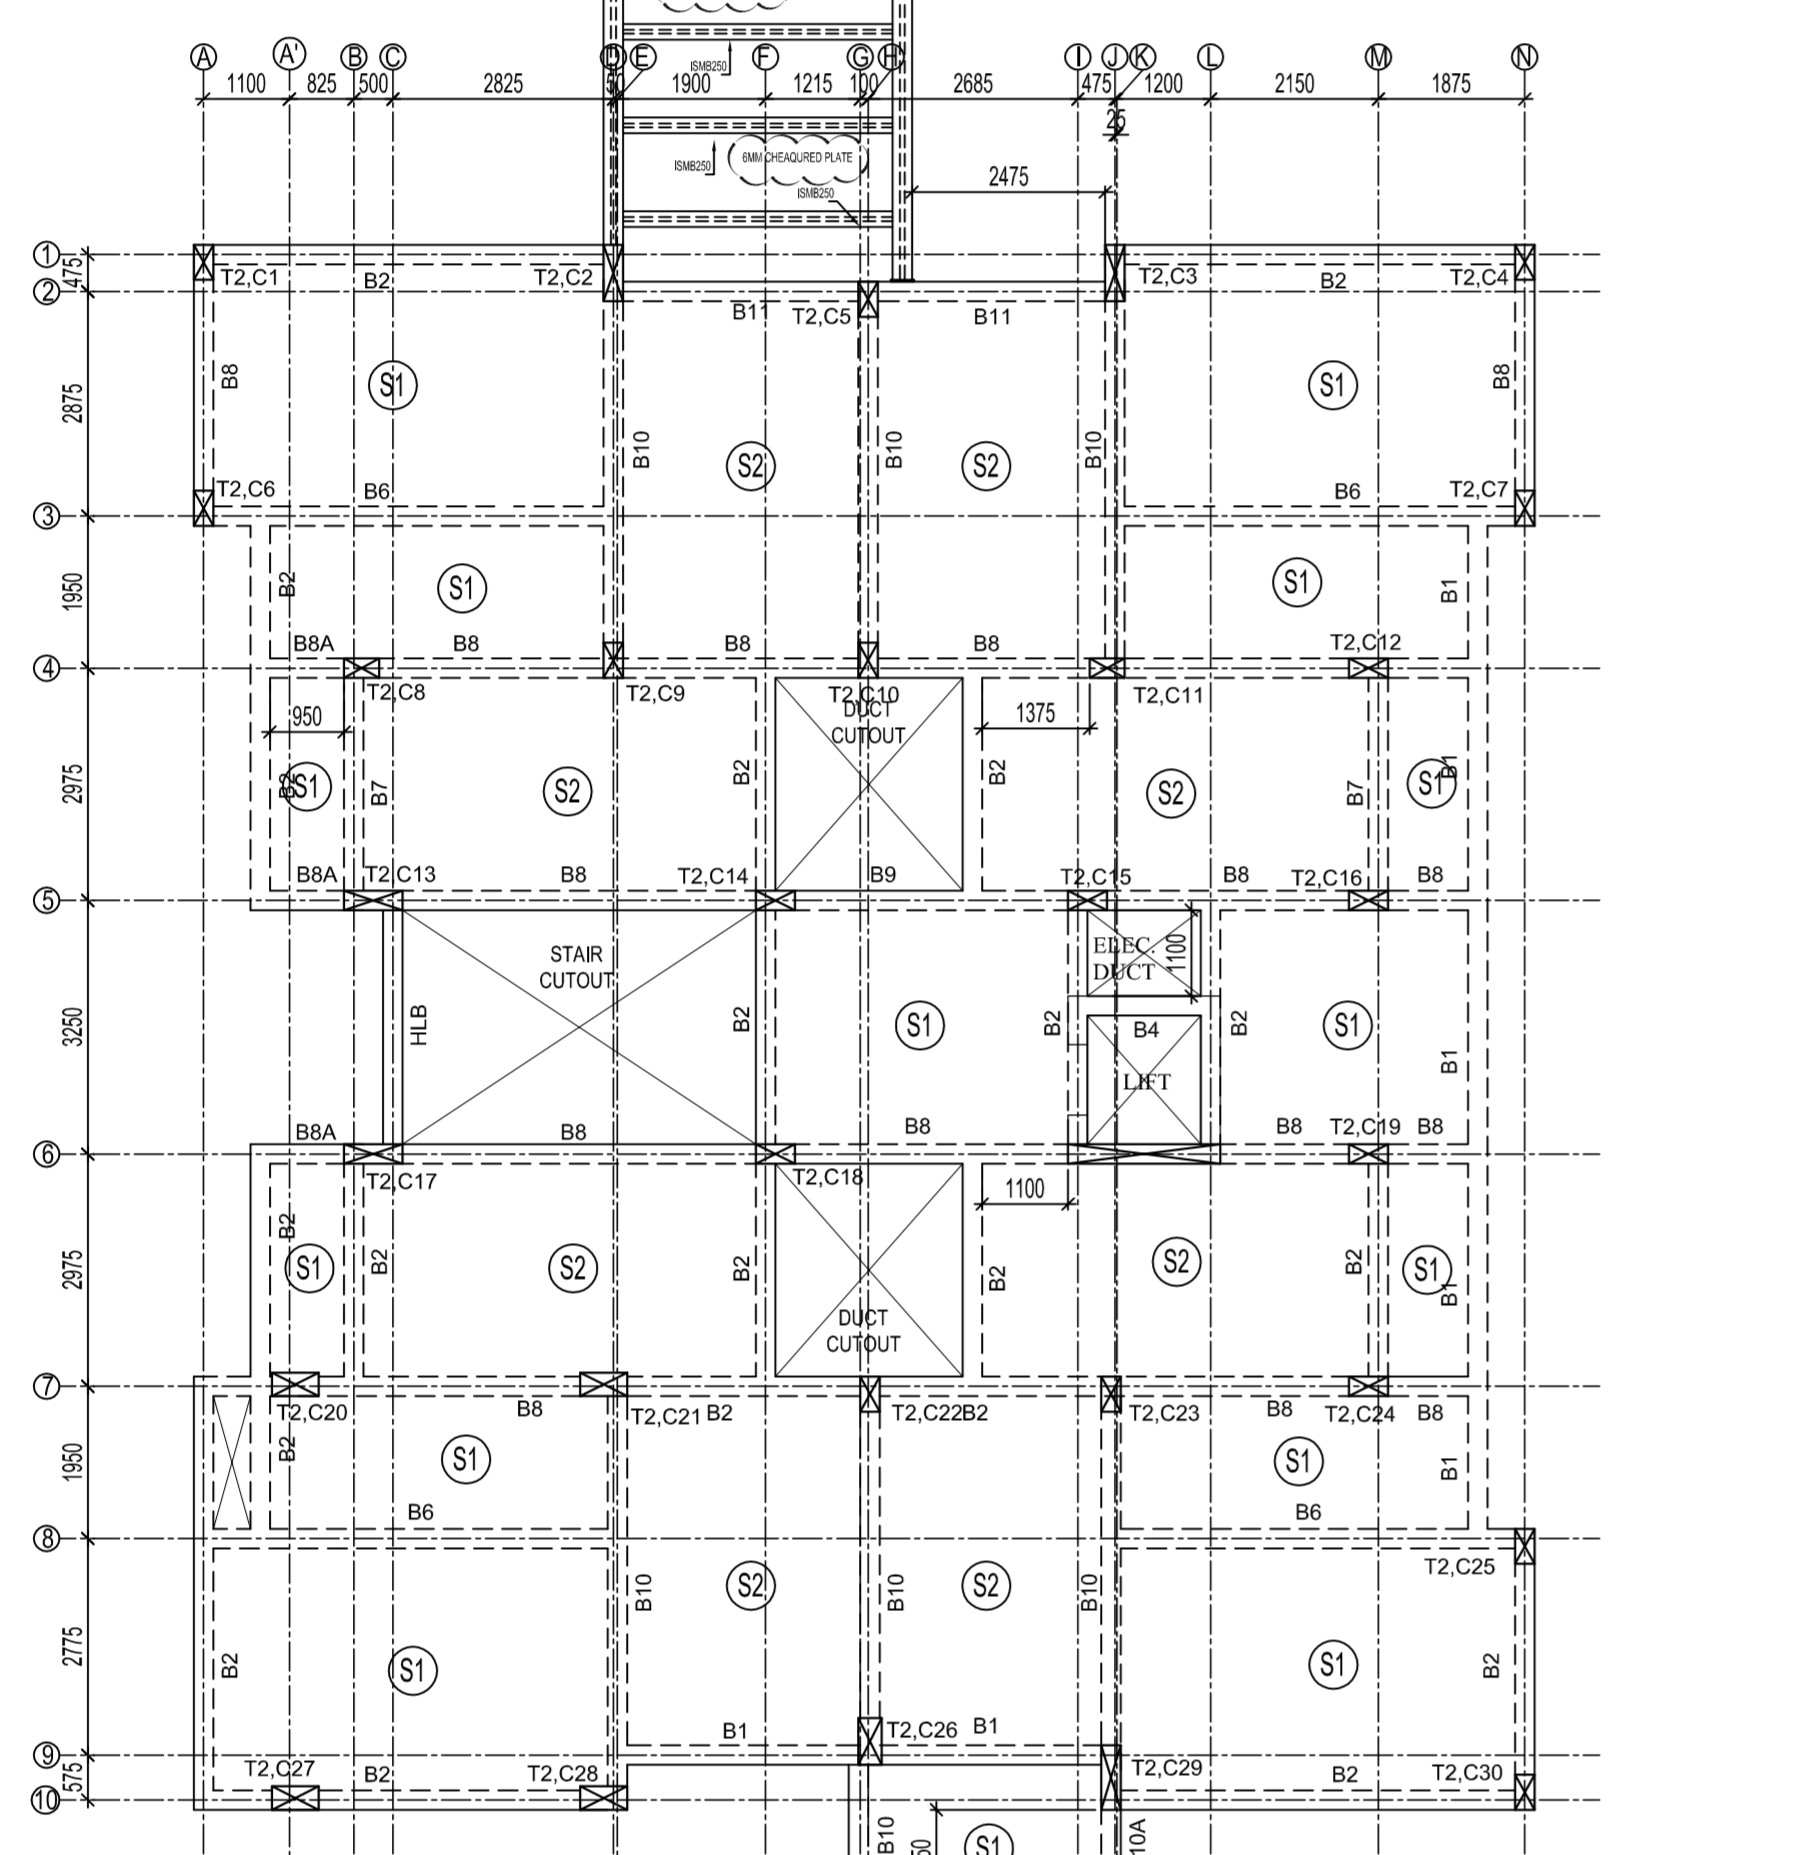 A A' B C D E F G H I J K L M N
1100 825 500 2825 50 1900 1215 100 2685 475 1200 2150 1875
25
ISMB250
6MM CHEAQURED PLATE
ISMB250
ISMB250
2475
1
475
T2,C1 B2 T2,C2 T2,C3 B2 T2,C4
2
B11 T2,C5 B11
2875
B8 S1 S1 B8
B10 S2 B10 S2 B10
T2,C6 B6 B6 T2,C7
3
1950
B2 S1 S1 B1
B8A B8 B8 B8 T2,C12
4
T2,C8 T2,C9 T2,C10 T2,C11
DUCT
CUTOUT
950 1375
2975
B2 S1 B7 S2 B2 B2 S2 B7 S1 B1
B8A T2,C13 B8 T2,C14 B9 T2,C15 B8 T2,C16 B8
5
STAIR
CUTOUT
ELEC.
DUCT
1100
3250
HLB B2 S1 B2 B4 B2 S1 B1
LIFT
B8A B8 B8 B8 T2,C19 B8
6
T2,C17 T2,C18
1100
2975
B2 S1 B2 S2 B2 B2 S2 B2 S1 B1
DUCT
CUTOUT
7
T2,C20 B8 T2,C21 B2 T2,C22 B2 T2,C23 B8 T2,C24 B8
1950
B2 S1 S1 B1
B6 B6
8
T2,C25
B10 S2 B10 S2 B10
2775
B2 S1 S1 B2
B1 T2,C26 B1
9
575
T2,C27 B2 T2,C28 T2,C29 B2 T2,C30
10
B10 S1 10A